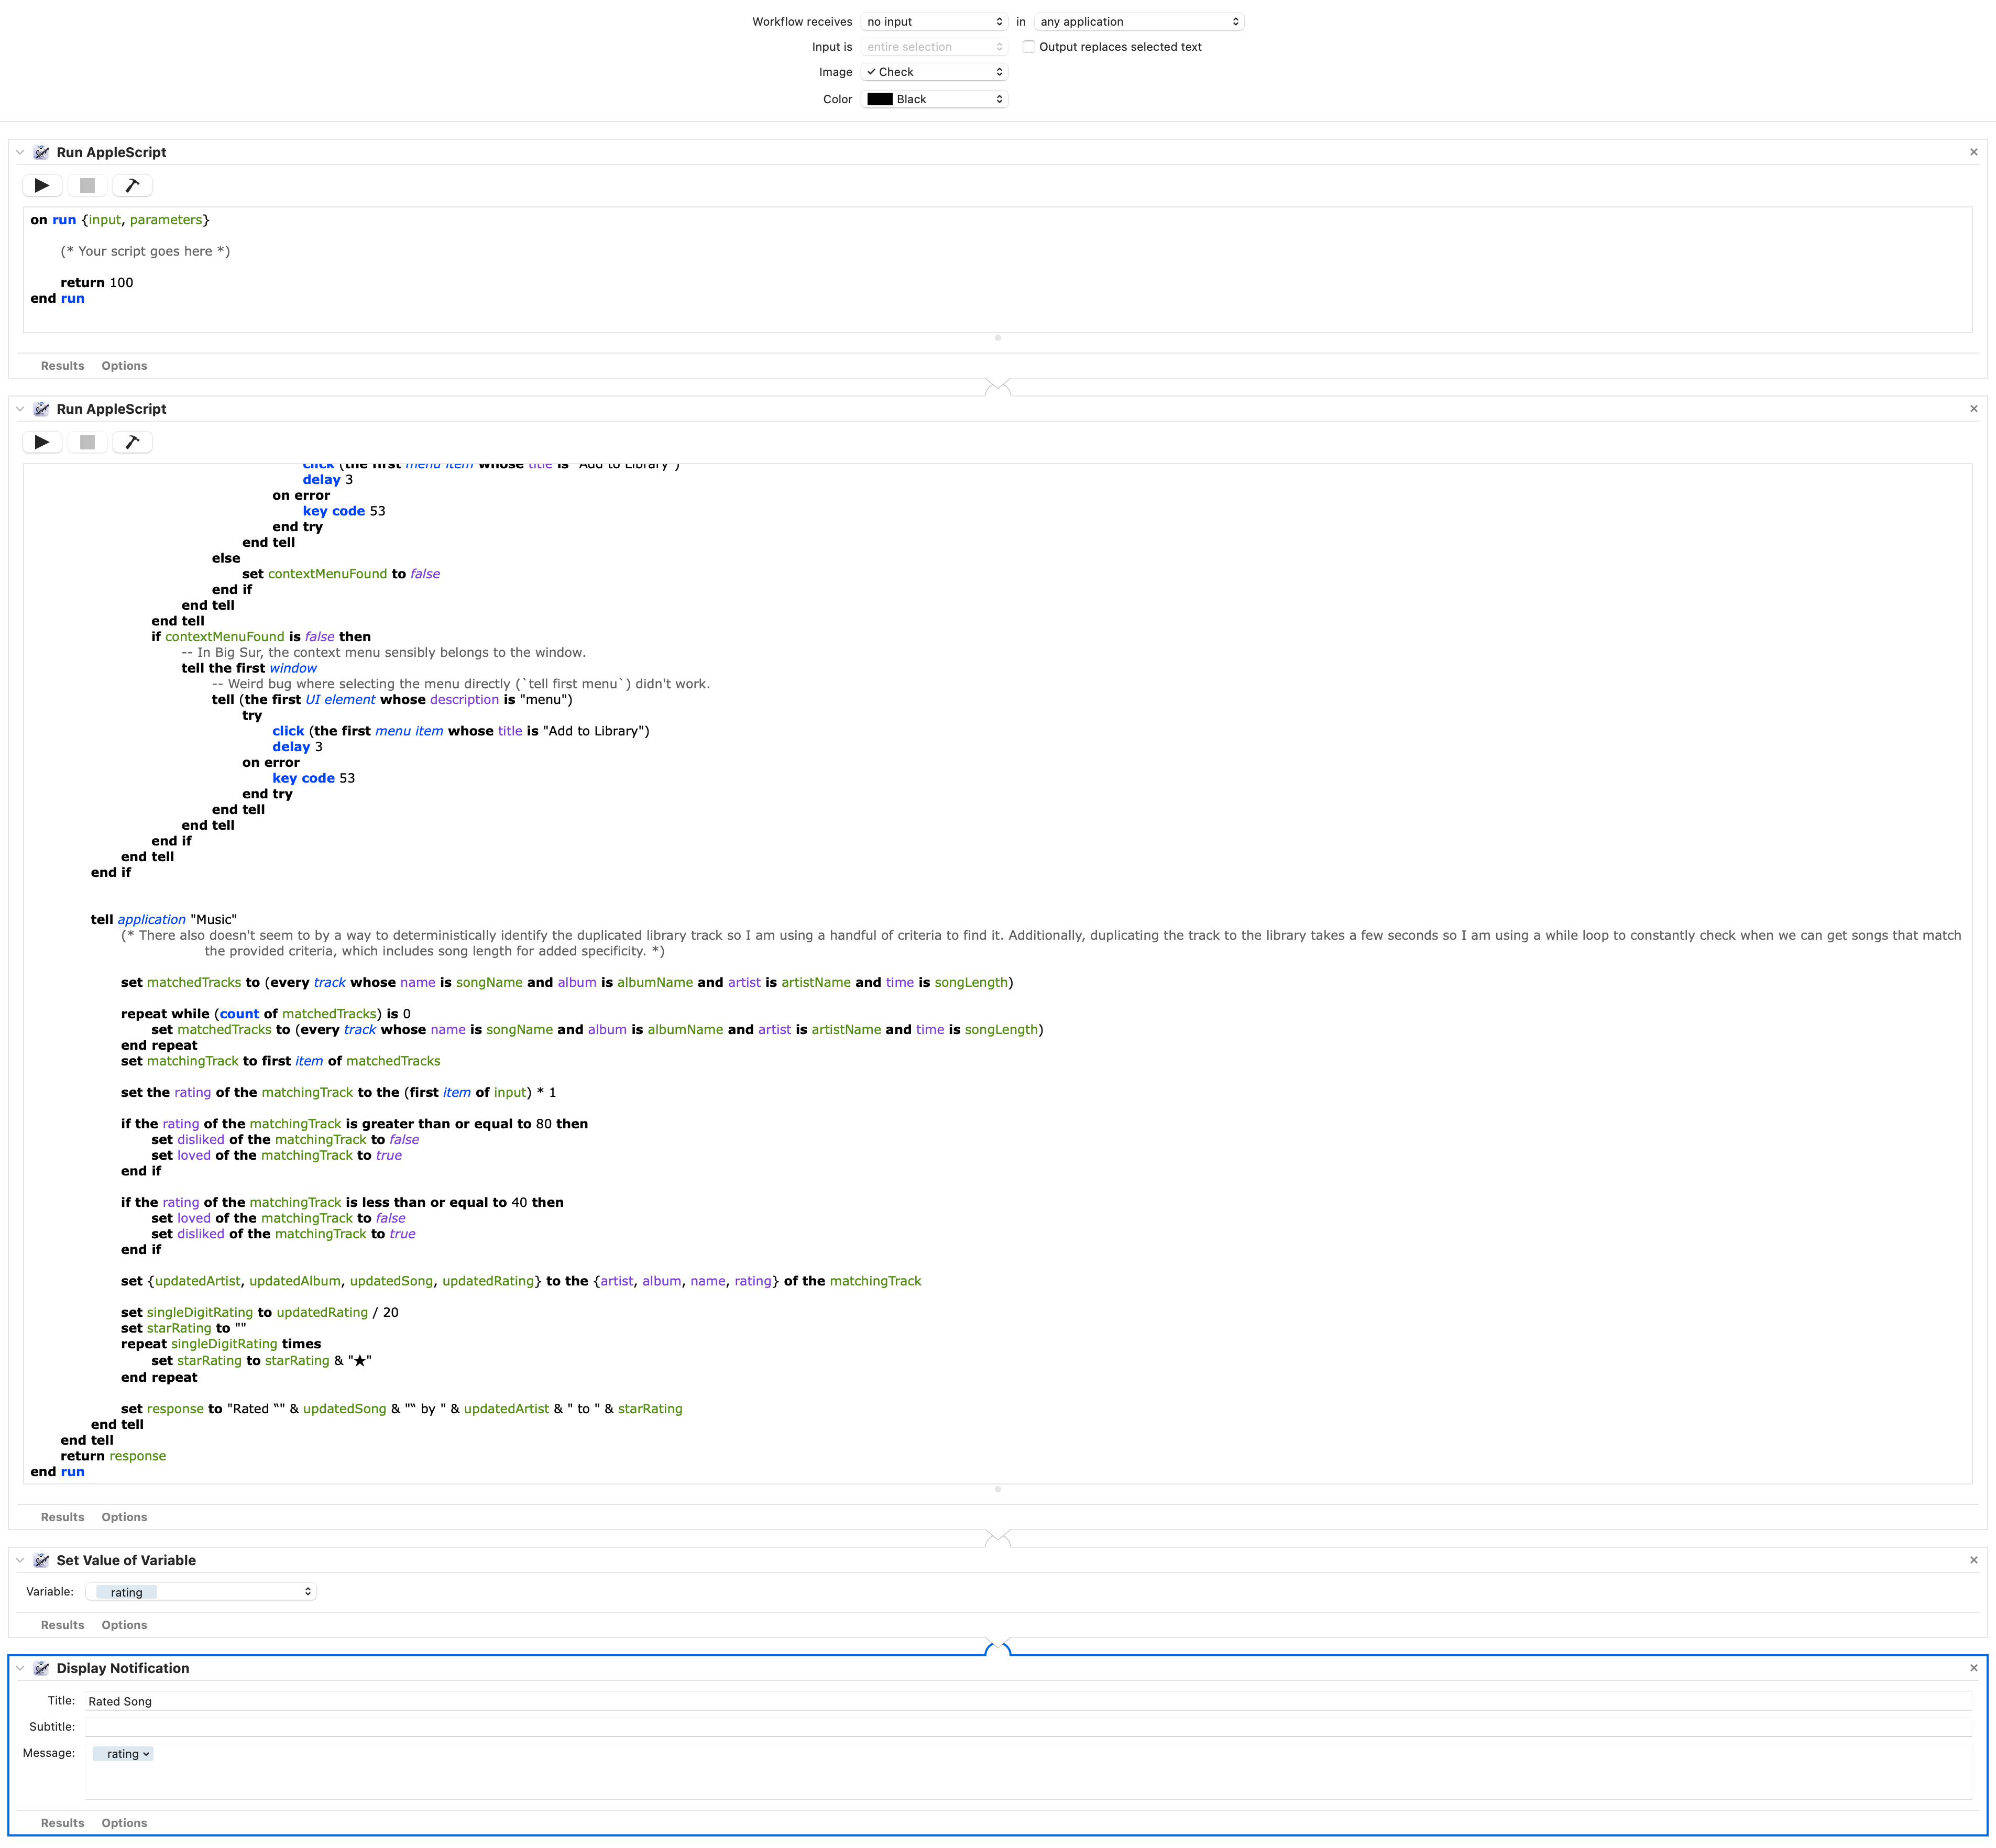 Workflow receives no input in any application
Input is entire selection Output replaces selected text
Image ✓ Check
Color Black
Run AppleScript
on run {input, parameters}
(* Your script goes here *)
return 100
end run
Results Options
Run AppleScript
click (the first menu item whose title is "Add to Library")
delay 3
on error
key code 53
end try
end tell
else
set contextMenuFound to false
end if
end tell
end tell
if contextMenuFound is false then
-- In Big Sur, the context menu sensibly belongs to the window.
tell the first window
-- Weird bug where selecting the menu directly (`tell first menu`) didn't work.
tell (the first UI element whose description is "menu")
try
click (the first menu item whose title is "Add to Library")
delay 3
on error
key code 53
end try
end tell
end tell
end if
end tell
end if
tell application "Music"
(* There also doesn't seem to by a way to deterministically identify the duplicated library track so I am using a handful of criteria to find it. Additionally, duplicating the track to the library takes a few seconds so I am using a while loop to constantly check when we can get songs that match
the provided criteria, which includes song length for added specificity. *)
set matchedTracks to (every track whose name is songName and album is albumName and artist is artistName and time is songLength)
repeat while (count of matchedTracks) is 0
set matchedTracks to (every track whose name is songName and album is albumName and artist is artistName and time is songLength)
end repeat
set matchingTrack to first item of matchedTracks
set the rating of the matchingTrack to the (first item of input) * 1
if the rating of the matchingTrack is greater than or equal to 80 then
set disliked of the matchingTrack to false
set loved of the matchingTrack to true
end if
if the rating of the matchingTrack is less than or equal to 40 then
set loved of the matchingTrack to false
set disliked of the matchingTrack to true
end if
set {updatedArtist, updatedAlbum, updatedSong, updatedRating} to the {artist, album, name, rating} of the matchingTrack
set singleDigitRating to updatedRating / 20
set starRating to ""
repeat singleDigitRating times
set starRating to starRating & "★"
end repeat
set response to "Rated “" & updatedSong & "“ by " & updatedArtist & " to " & starRating
end tell
end tell
return response
end run
Results Options
Set Value of Variable
Variable: rating
Results Options
Display Notification
Title: Rated Song
Subtitle:
Message: rating
Results Options